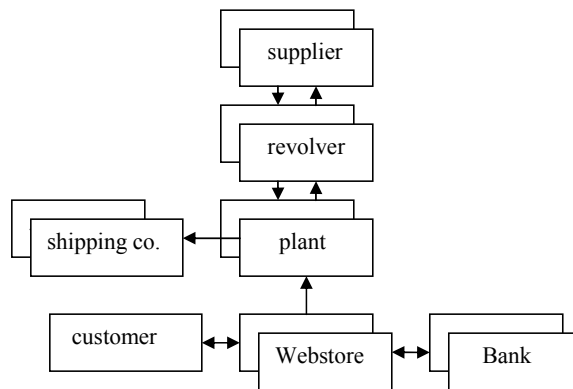 supplier
revolver
shipping co.
plant
customer
Webstore
Bank